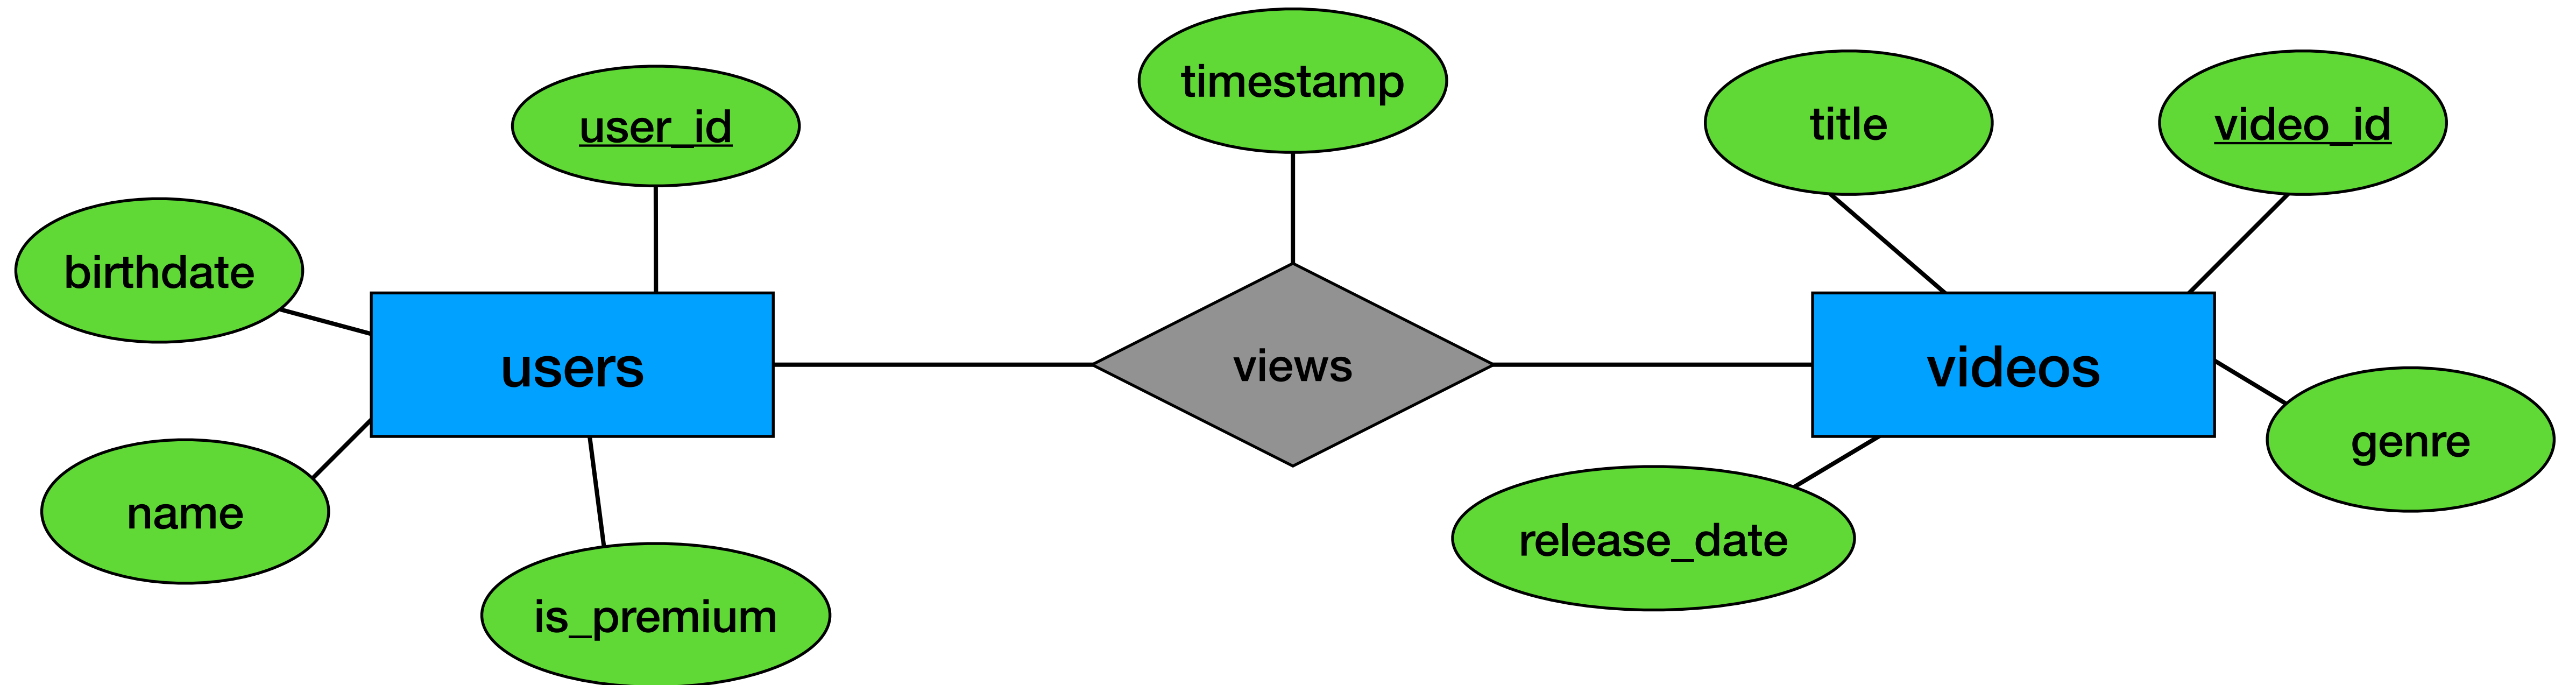 timestamp
title
video_id
user_id
birthdate
users
views
videos
genre
name
release_date
is_premium